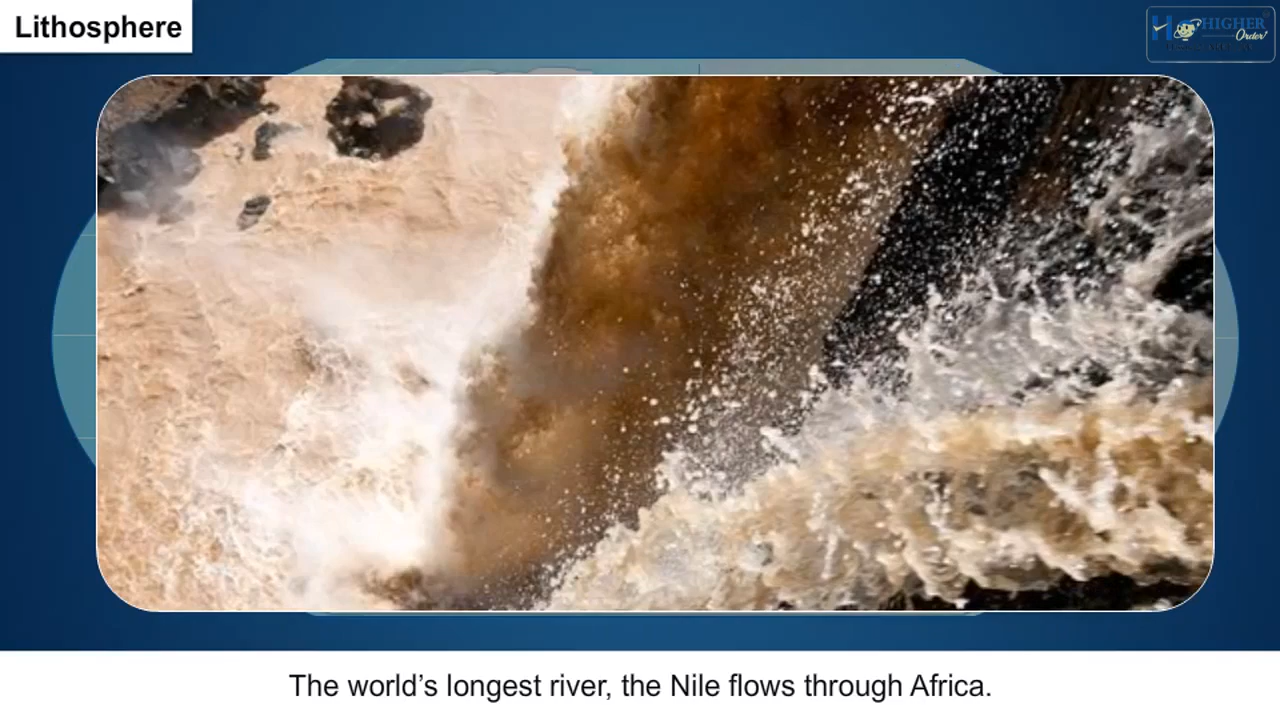 Lithosphere
HIGHER
Order!
The world’s longest river, the Nile flows through Africa.